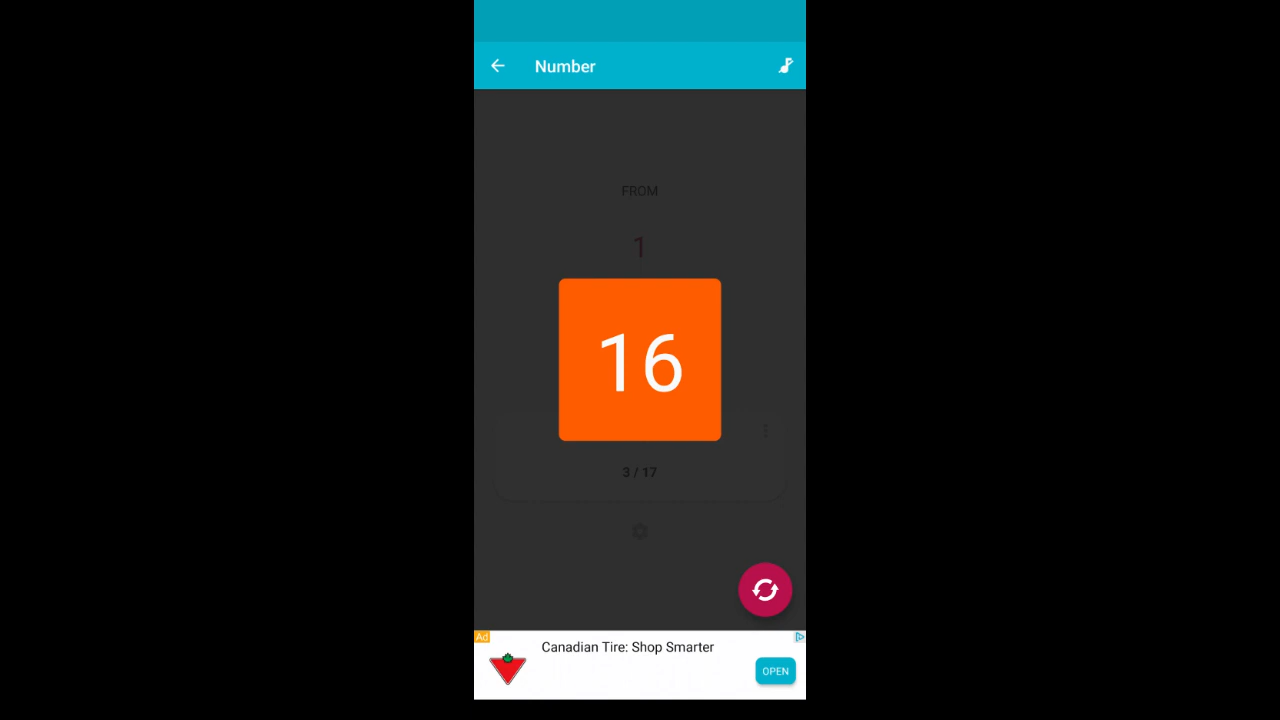 Number
FROM
1
16
3 / 17
Ad
Canadian Tire: Shop Smarter
OPEN